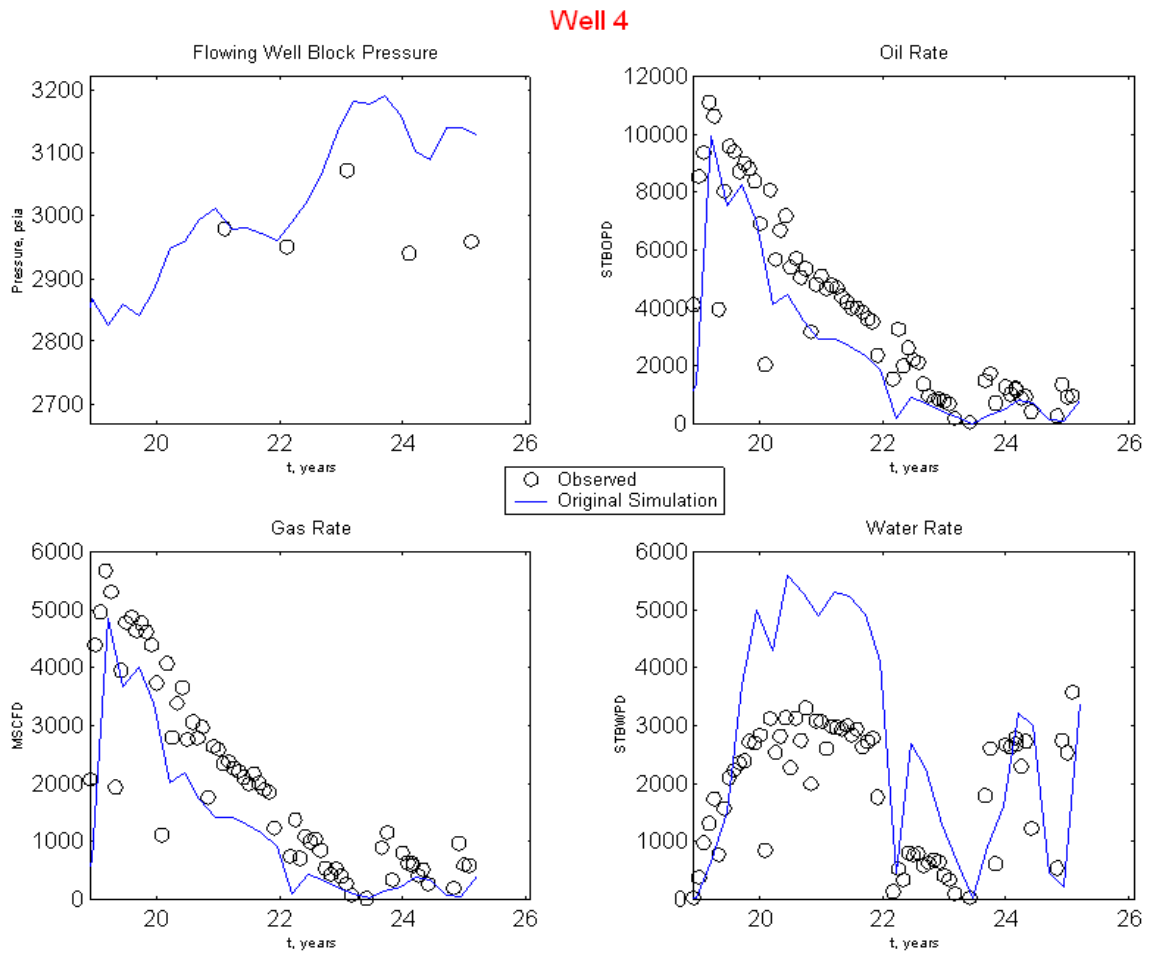 Well 4
Flowing Well Block Pressure
3200
3100
3000
2900
2800
2700
Pressure, psia
20 22 24 26
t, years
Oil Rate
12000
10000
8000
6000
4000
2000
0
STBOPD
20 22 24 26
t, years
Observed
Original Simulation
Gas Rate
6000
5000
4000
3000
2000
1000
0
MSCFD
20 22 24 26
t, years
Water Rate
6000
5000
4000
3000
2000
1000
0
STBWPD
20 22 24 26
t, years